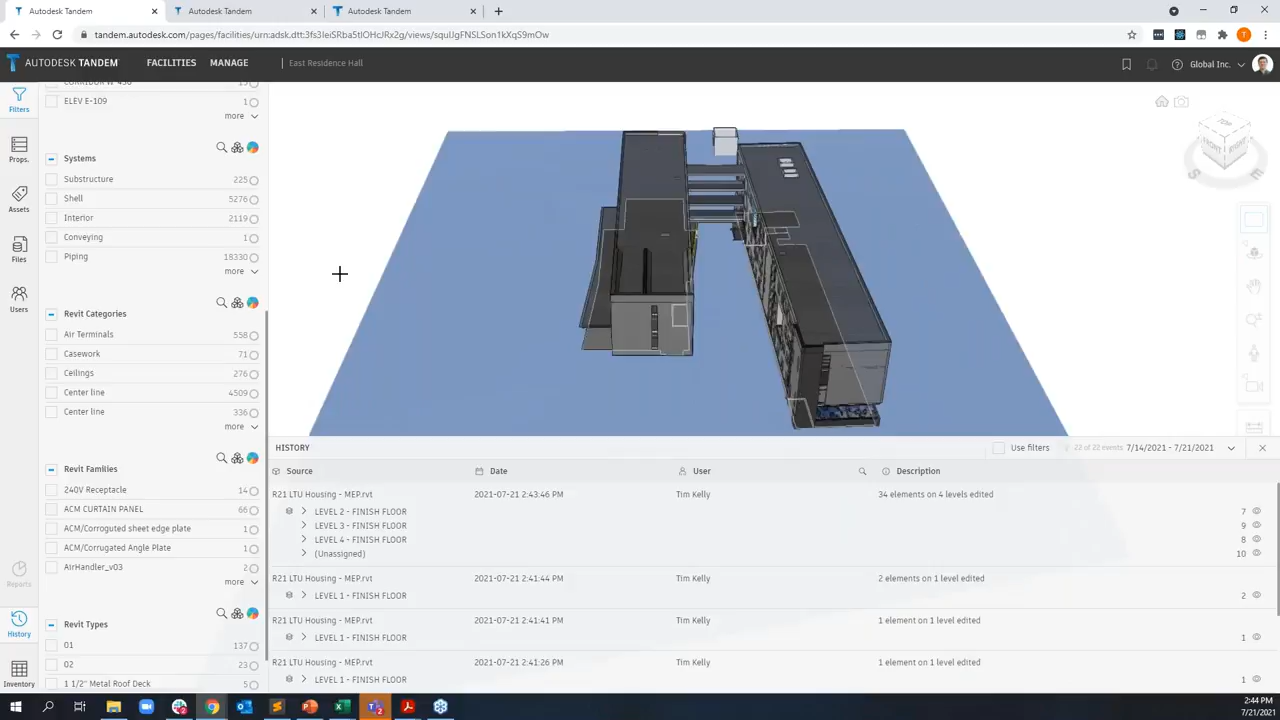 Autodesk Tandem
Autodesk Tandem
Autodesk Tandem
tandem.autodesk.com/pages/facilities/urn:adsk.dtt:3fs3IeiSRba5tIOHcJRx2g/views/squlJgFNSLSon1kXqS9mOw
T
AUTODESK TANDEM
FACILITIES
MANAGE
East Residence Hall
Global Inc.
Filters
Props.
Assets
Files
Users
Reports
History
Inventory
ELEV E-109 1
more
Systems
Substructure 225
Shell 5276
Interior 2119
Conveying 1
Piping 18330
more
Revit Categories
Air Terminals 558
Casework 71
Ceilings 276
Center line 4509
Center line 336
more
Revit Families
240V Receptacle 14
ACM CURTAIN PANEL 66
ACM/Corroguted sheet edge plate 1
ACM/Corrugated Angle Plate 1
AirHandler_v03 2
more
Revit Types
01 137
02 23
1 1/2" Metal Roof Deck 5
TOP
FRONT
RIGHT
S
E
HISTORY
Use filters
22 of 22 events
7/14/2021 - 7/21/2021
Source Date User Description
R21 LTU Housing - MEP.rvt 2021-07-21 2:43:46 PM Tim Kelly 34 elements on 4 levels edited
LEVEL 2 - FINISH FLOOR 7
LEVEL 3 - FINISH FLOOR 9
LEVEL 4 - FINISH FLOOR 8
(Unassigned) 10
R21 LTU Housing - MEP.rvt 2021-07-21 2:41:44 PM Tim Kelly 2 elements on 1 level edited
LEVEL 1 - FINISH FLOOR 2
R21 LTU Housing - MEP.rvt 2021-07-21 2:41:41 PM Tim Kelly 1 element on 1 level edited
LEVEL 1 - FINISH FLOOR 1
R21 LTU Housing - MEP.rvt 2021-07-21 2:41:26 PM Tim Kelly 1 element on 1 level edited
LEVEL 1 - FINISH FLOOR 1
2:44 PM
7/21/2021